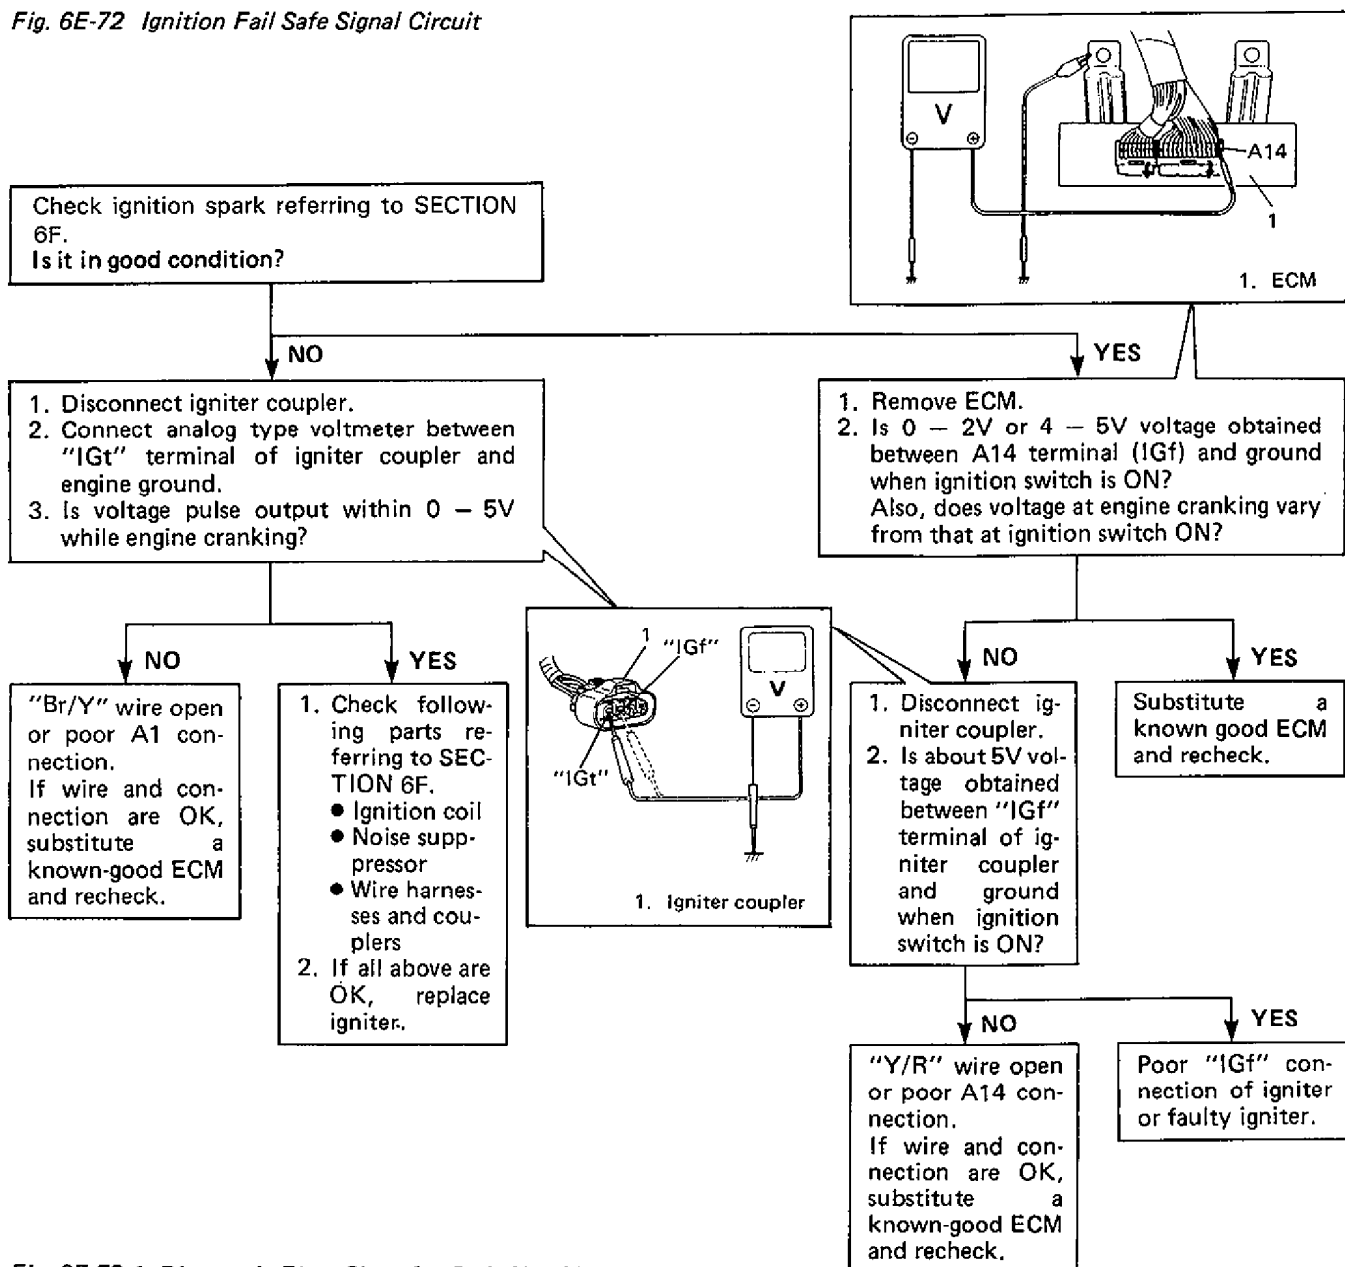 Fig. 6E-72 Ignition Fail Safe Signal Circuit
V
A14
1
1. ECM
Check ignition spark referring to SECTION
6F.
Is it in good condition?
NO
YES
1. Disconnect igniter coupler.
2. Connect analog type voltmeter between
"IGt" terminal of igniter coupler and
engine ground.
3. Is voltage pulse output within 0 – 5V
while engine cranking?
1. Remove ECM.
2. Is 0 – 2V or 4 – 5V voltage obtained
between A14 terminal (IGf) and ground
when ignition switch is ON?
Also, does voltage at engine cranking vary
from that at ignition switch ON?
NO
YES
"Br/Y" wire open
or poor A1 con-
nection.
If wire and con-
nection are OK,
substitute a
known-good ECM
and recheck.
1. Check follow-
ing parts re-
ferring to SEC-
TION 6F.
● Ignition coil
● Noise supp-
pressor
● Wire harnes-
ses and cou-
plers
2. If all above are
OK, replace
igniter.
1
"IGf"
"IGt"
V
1. Igniter coupler
NO
YES
1. Disconnect ig-
niter coupler.
2. Is about 5V vol-
tage obtained
between "IGf"
terminal of ig-
niter coupler
and ground
when ignition
switch is ON?
Substitute a
known good ECM
and recheck.
NO
YES
"Y/R" wire open
or poor A14 con-
nection.
If wire and con-
nection are OK,
substitute a
known-good ECM
and recheck.
Poor "IGf" con-
nection of igniter
or faulty igniter.